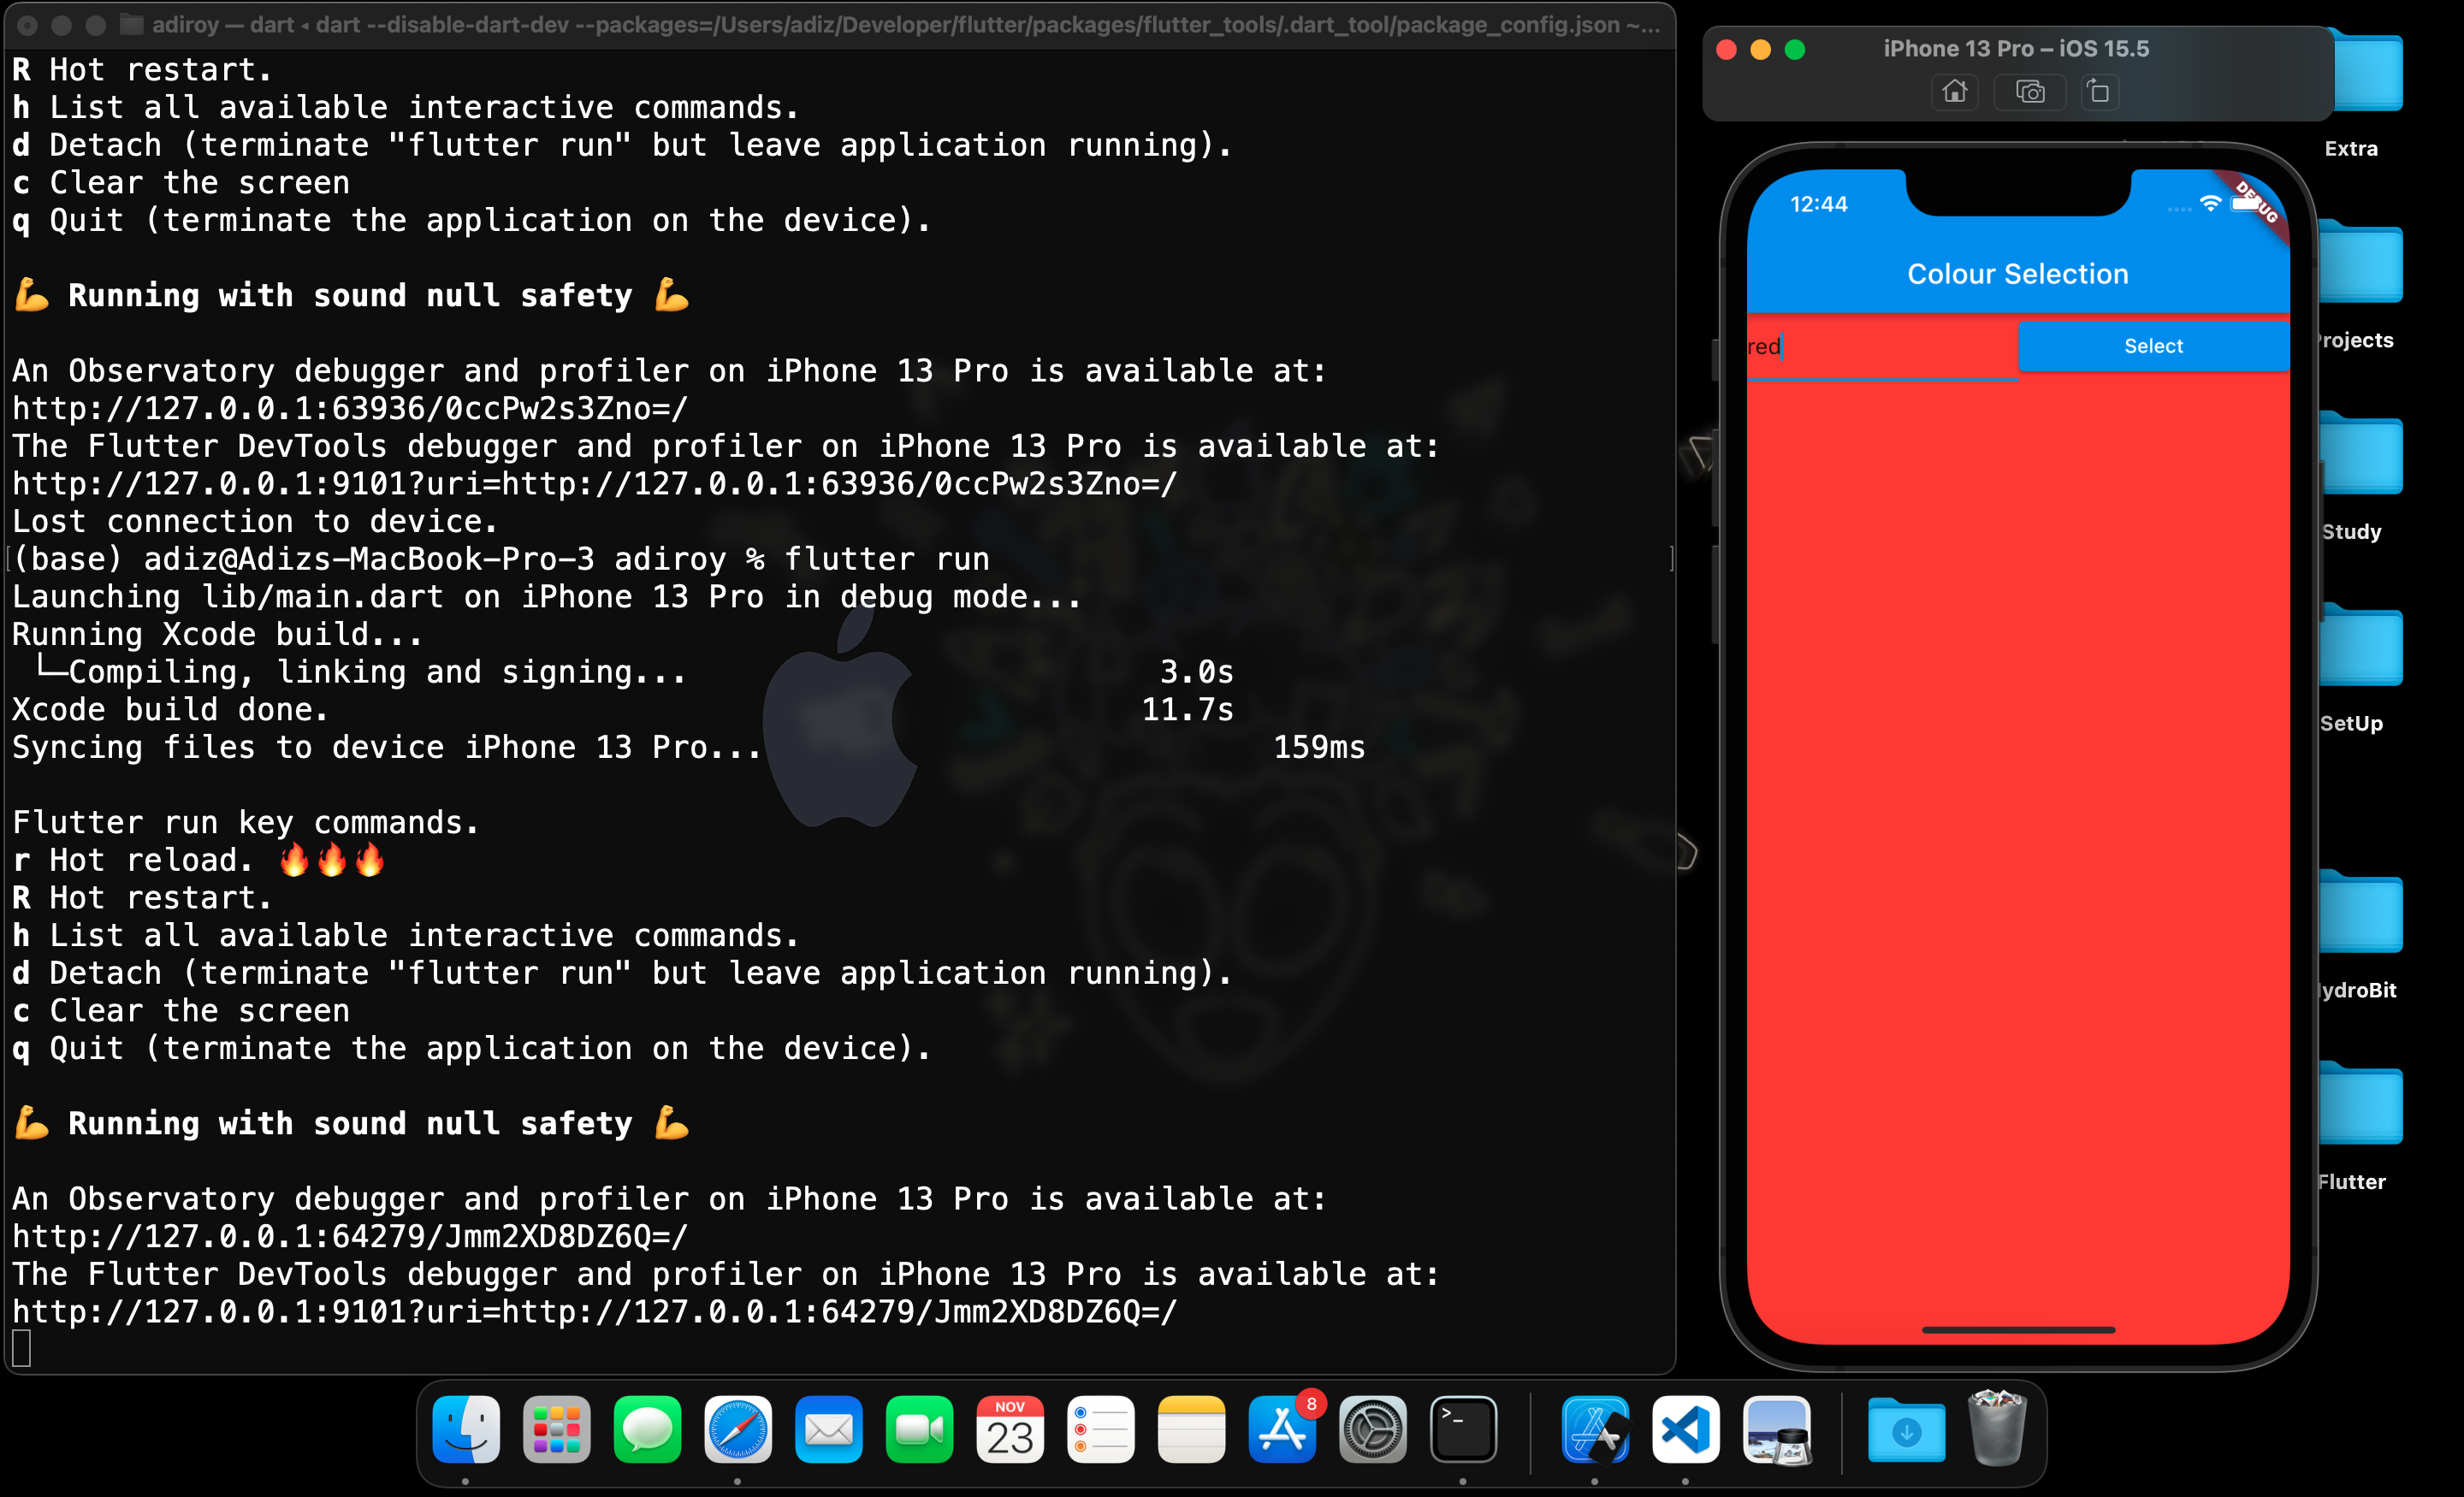 adiroy — dart ◂ dart --disable-dart-dev --packages=/Users/adiz/Developer/flutter/packages/flutter_tools/.dart_tool/package_config.json ~...
R Hot restart.
h List all available interactive commands.
d Detach (terminate "flutter run" but leave application running).
c Clear the screen
q Quit (terminate the application on the device).
💪 Running with sound null safety 💪
An Observatory debugger and profiler on iPhone 13 Pro is available at:
http://127.0.0.1:63936/0ccPw2s3Zno=/
The Flutter DevTools debugger and profiler on iPhone 13 Pro is available at:
http://127.0.0.1:9101?uri=http://127.0.0.1:63936/0ccPw2s3Zno=/
Lost connection to device.
(base) adiz@Adizs-MacBook-Pro-3 adiroy % flutter run
Launching lib/main.dart on iPhone 13 Pro in debug mode...
Running Xcode build...
└─Compiling, linking and signing... 3.0s
Xcode build done. 11.7s
Syncing files to device iPhone 13 Pro... 159ms
Flutter run key commands.
r Hot reload. 🔥🔥🔥
R Hot restart.
h List all available interactive commands.
d Detach (terminate "flutter run" but leave application running).
c Clear the screen
q Quit (terminate the application on the device).
💪 Running with sound null safety 💪
An Observatory debugger and profiler on iPhone 13 Pro is available at:
http://127.0.0.1:64279/Jmm2XD8DZ6Q=/
The Flutter DevTools debugger and profiler on iPhone 13 Pro is available at:
http://127.0.0.1:9101?uri=http://127.0.0.1:64279/Jmm2XD8DZ6Q=/
iPhone 13 Pro – iOS 15.5
12:44
DEBUG
Colour Selection
red
Select
Extra
rojects
Study
SetUp
ydroBit
Flutter
NOV
23
8
>_